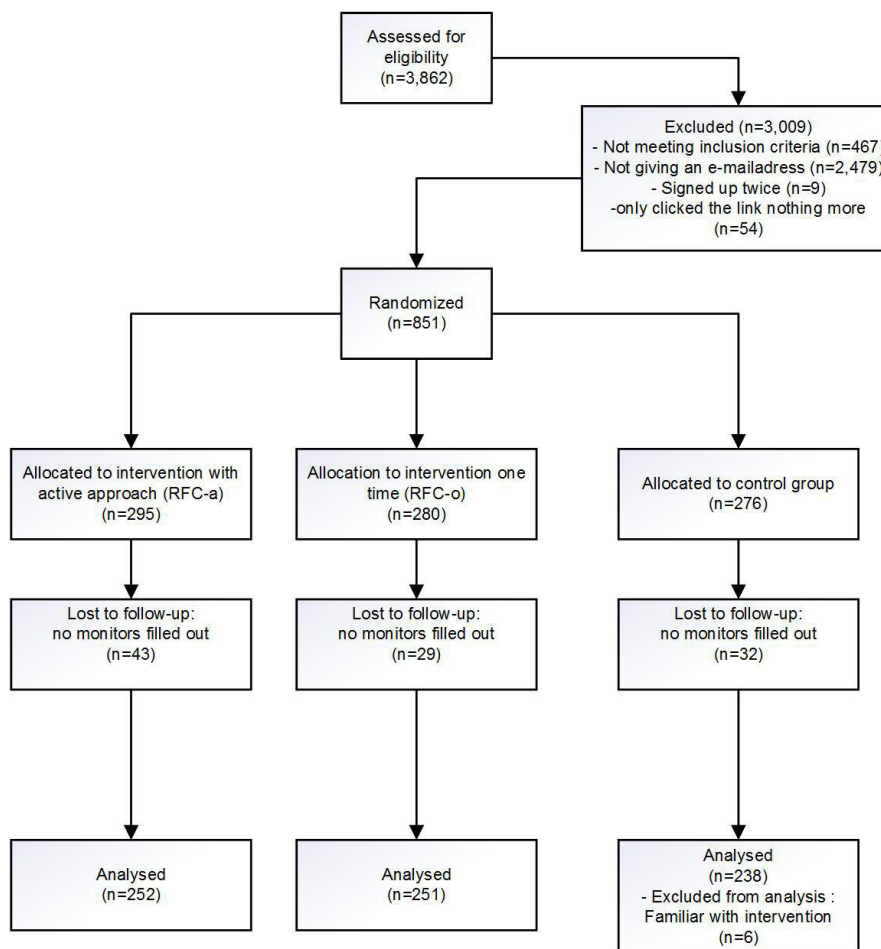 Assessed for
eligibility
(n=3,862)
Excluded (n=3,009)
- Not meeting inclusion criteria (n=467)
- Not giving an e-mailadress (n=2,479)
- Signed up twice (n=9)
-only clicked the link nothing more
(n=54)
Randomized
(n=851)
Allocated to intervention with
active approach (RFC-a)
(n=295)
Allocation to intervention one
time (RFC-o)
(n=280)
Allocated to control group
(n=276)
Lost to follow-up:
no monitors filled out
(n=43)
Lost to follow-up:
no monitors filled out
(n=29)
Lost to follow-up:
no monitors filled out
(n=32)
Analysed
(n=252)
Analysed
(n=251)
Analysed
(n=238)
- Excluded from analysis :
Familiar with intervention
(n=6)